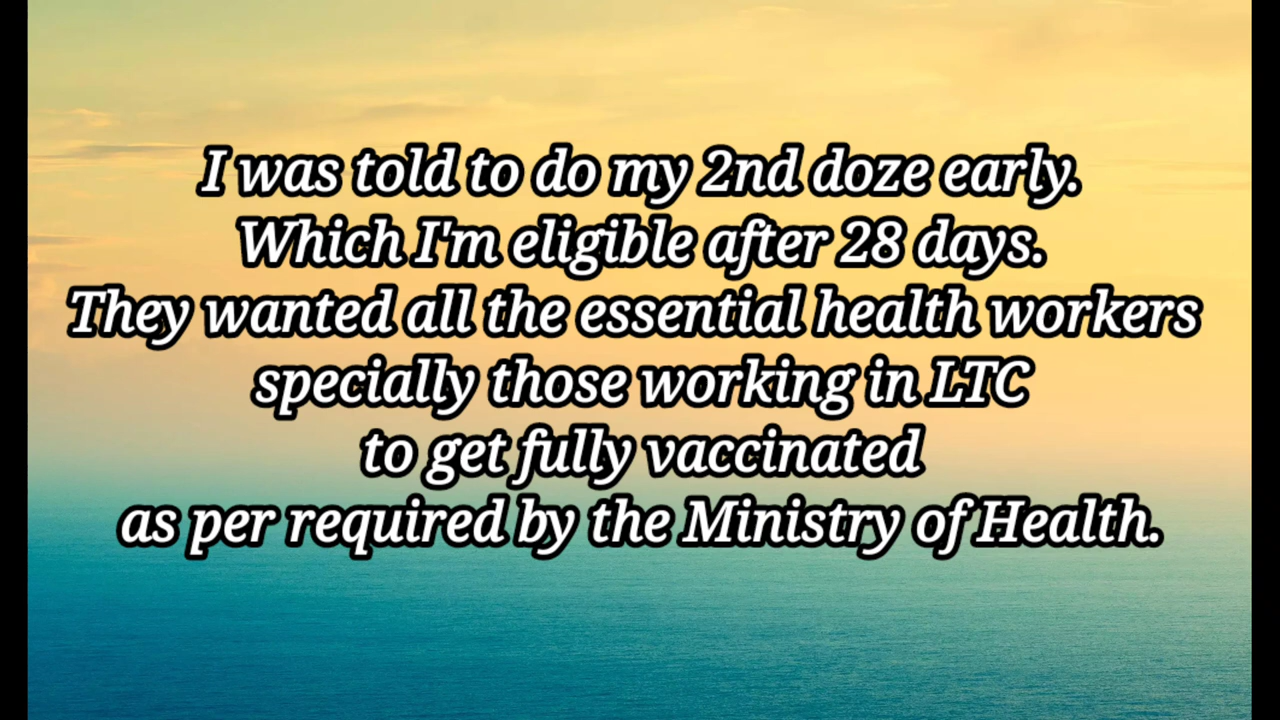 I was told to do my 2nd doze early.
Which I'm eligible after 28 days.
They wanted all the essential health workers
specially those working in LTC
to get fully vaccinated
as per required by the Ministry of Health.